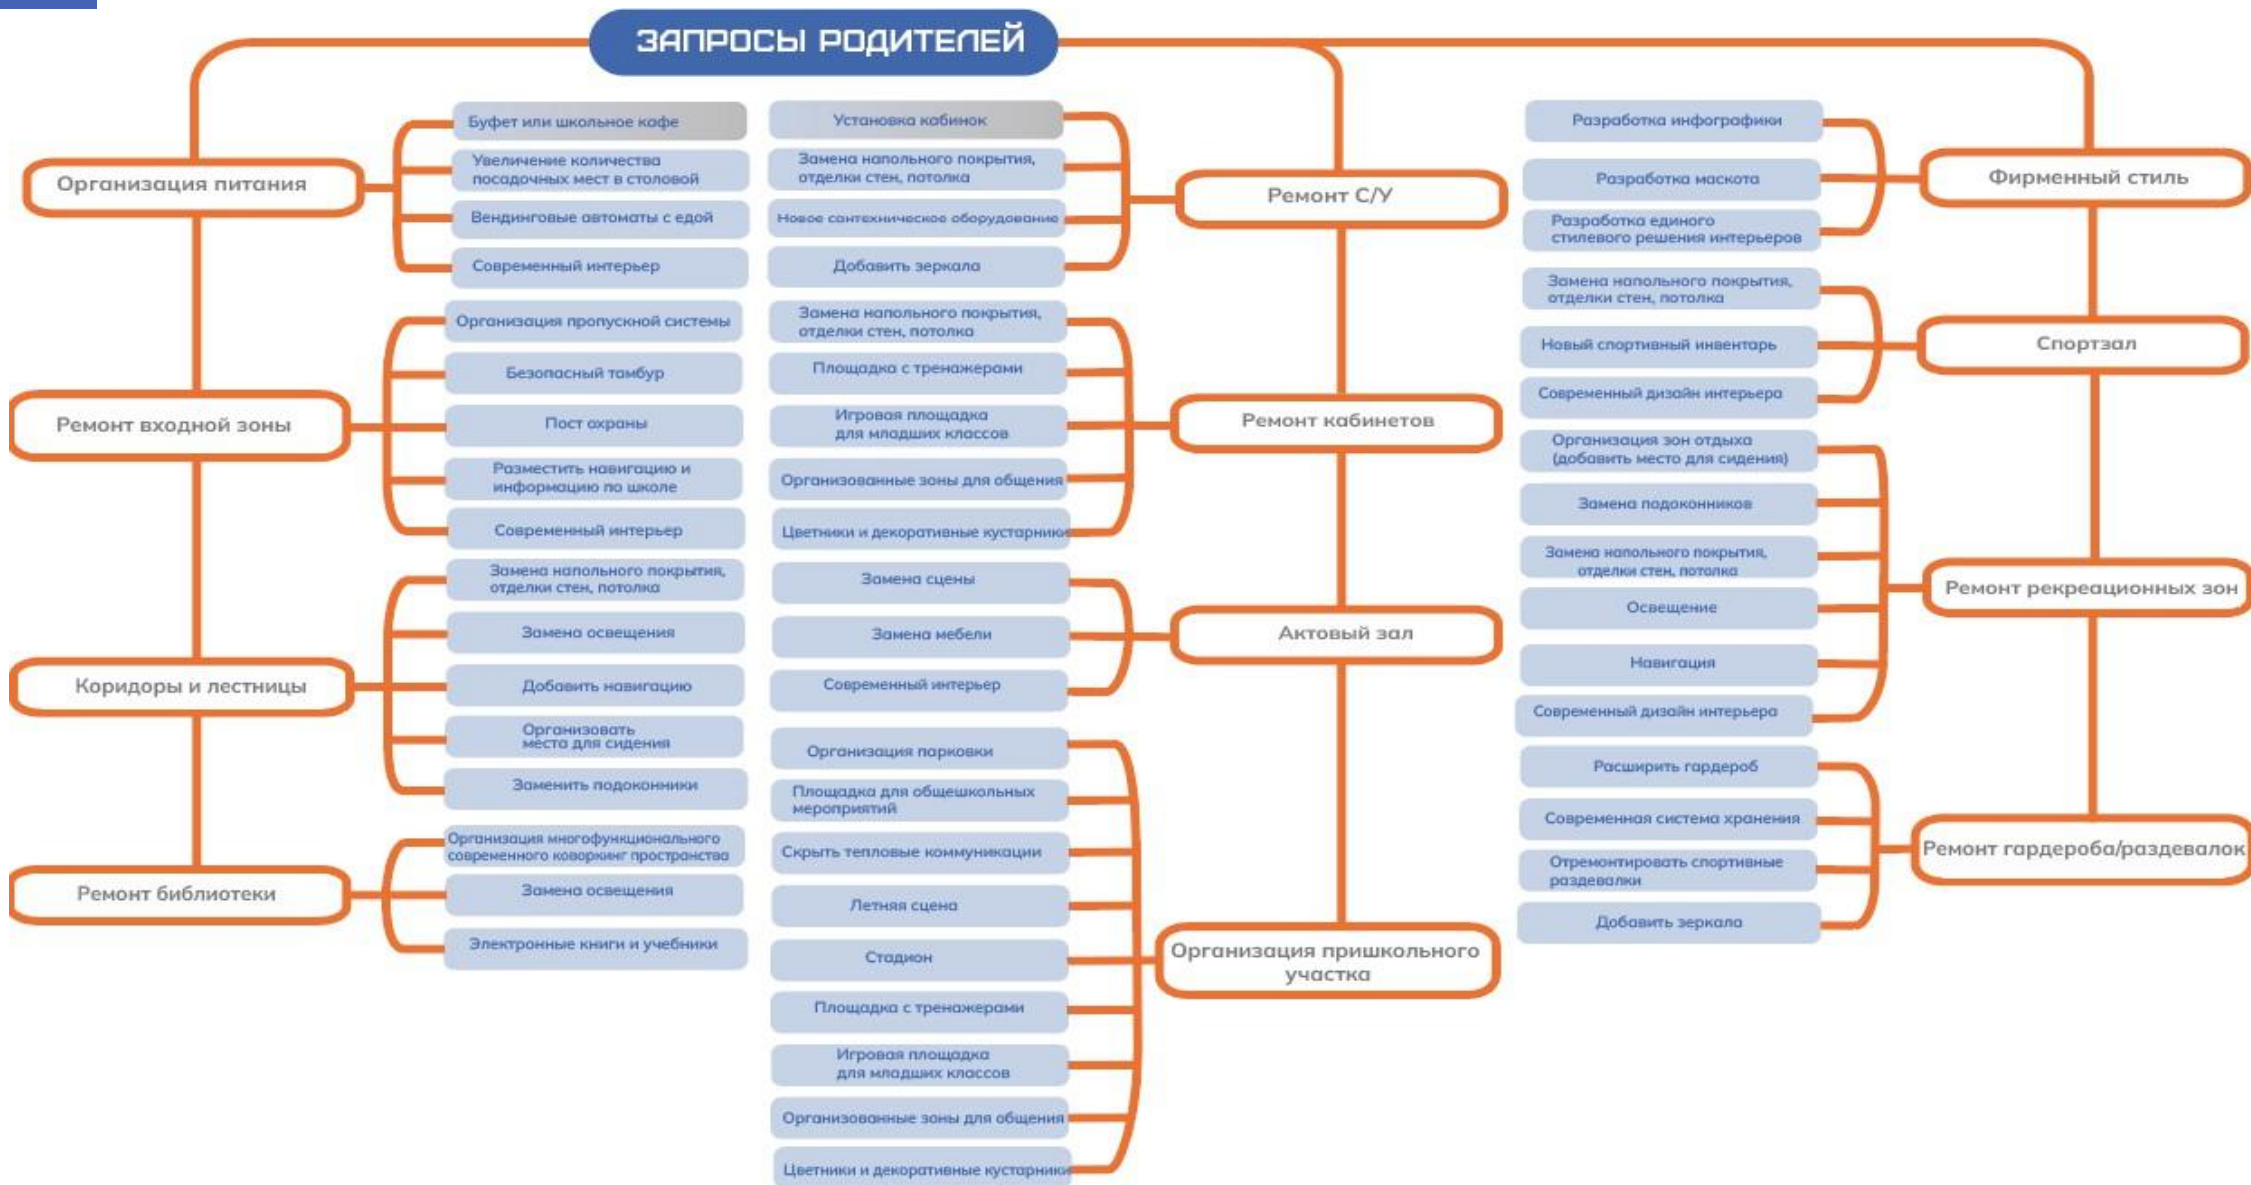 ЗАПРОСЫ РОДИТЕЛЕЙ
Организация питания
Буфет или школьное кафе
Увеличение количества
посадочных мест в столовой
Вендинговые автоматы с едой
Современный интерьер
Ремонт входной зоны
Организация пропускной системы
Безопасный тамбур
Пост охраны
Разместить навигацию и
информацию по школе
Современный интерьер
Коридоры и лестницы
Замена напольного покрытия,
отделки стен, потолка
Замена освещения
Добавить навигацию
Организовать
места для сидения
Заменить подоконники
Ремонт библиотеки
Организация многофункционального
современного коворкинг пространства
Замена освещения
Электронные книги и учебники
Установка кабинок
Замена напольного покрытия,
отделки стен, потолка
Новое сантехническое оборудование
Добавить зеркала
Ремонт С/У
Замена напольного покрытия,
отделки стен, потолка
Площадка с тренажерами
Игровая площадка
для младших классов
Организованные зоны для общения
Цветники и декоративные кустарники
Ремонт кабинетов
Замена сцены
Замена мебели
Современный интерьер
Актовый зал
Организация парковки
Площадка для общешкольных
мероприятий
Скрыть тепловые коммуникации
Летняя сцена
Стадион
Площадка с тренажерами
Игровая площадка
для младших классов
Организованные зоны для общения
Цветники и декоративные кустарники
Организация пришкольного
участка
Разработка инфографики
Разработка маскота
Разработка единого
стилевого решения интерьеров
Фирменный стиль
Замена напольного покрытия,
отделки стен, потолка
Новый спортивный инвентарь
Современный дизайн интерьера
Спортзал
Организация зон отдыха
(добавить место для сидения)
Замена подоконников
Замена напольного покрытия,
отделки стен, потолка
Освещение
Навигация
Современный дизайн интерьера
Ремонт рекреационных зон
Расширить гардероб
Современная система хранения
Отремонтировать спортивные
раздевалки
Добавить зеркала
Ремонт гардероба/раздевалок